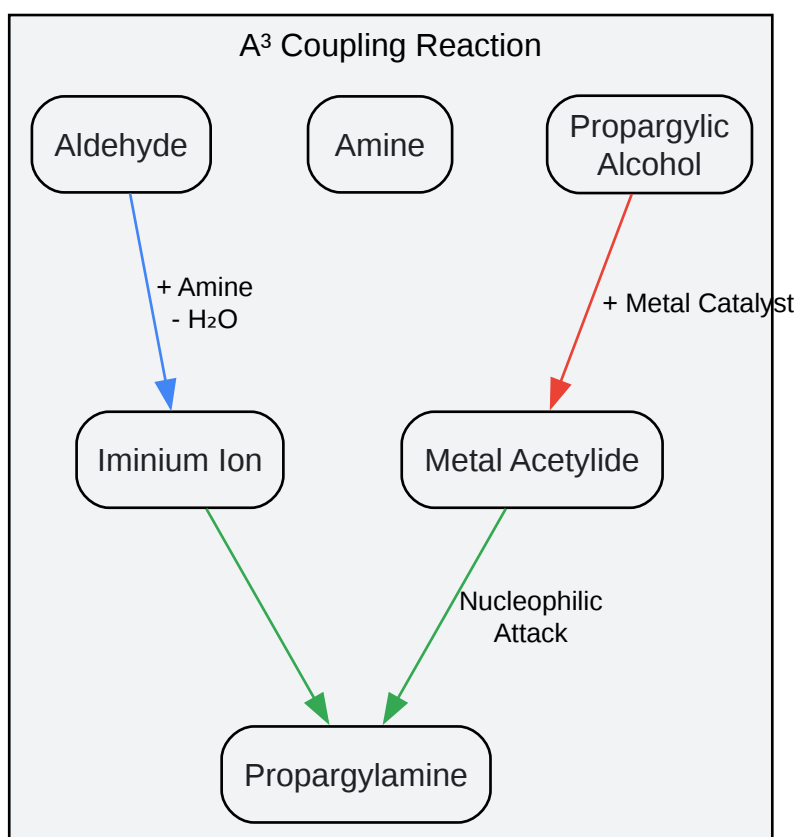 A³ Coupling Reaction
Aldehyde
Amine
Propargylic
Alcohol
+ Amine
- H₂O
+ Metal Catalyst
Iminium Ion
Metal Acetylide
Nucleophilic
Attack
Propargylamine